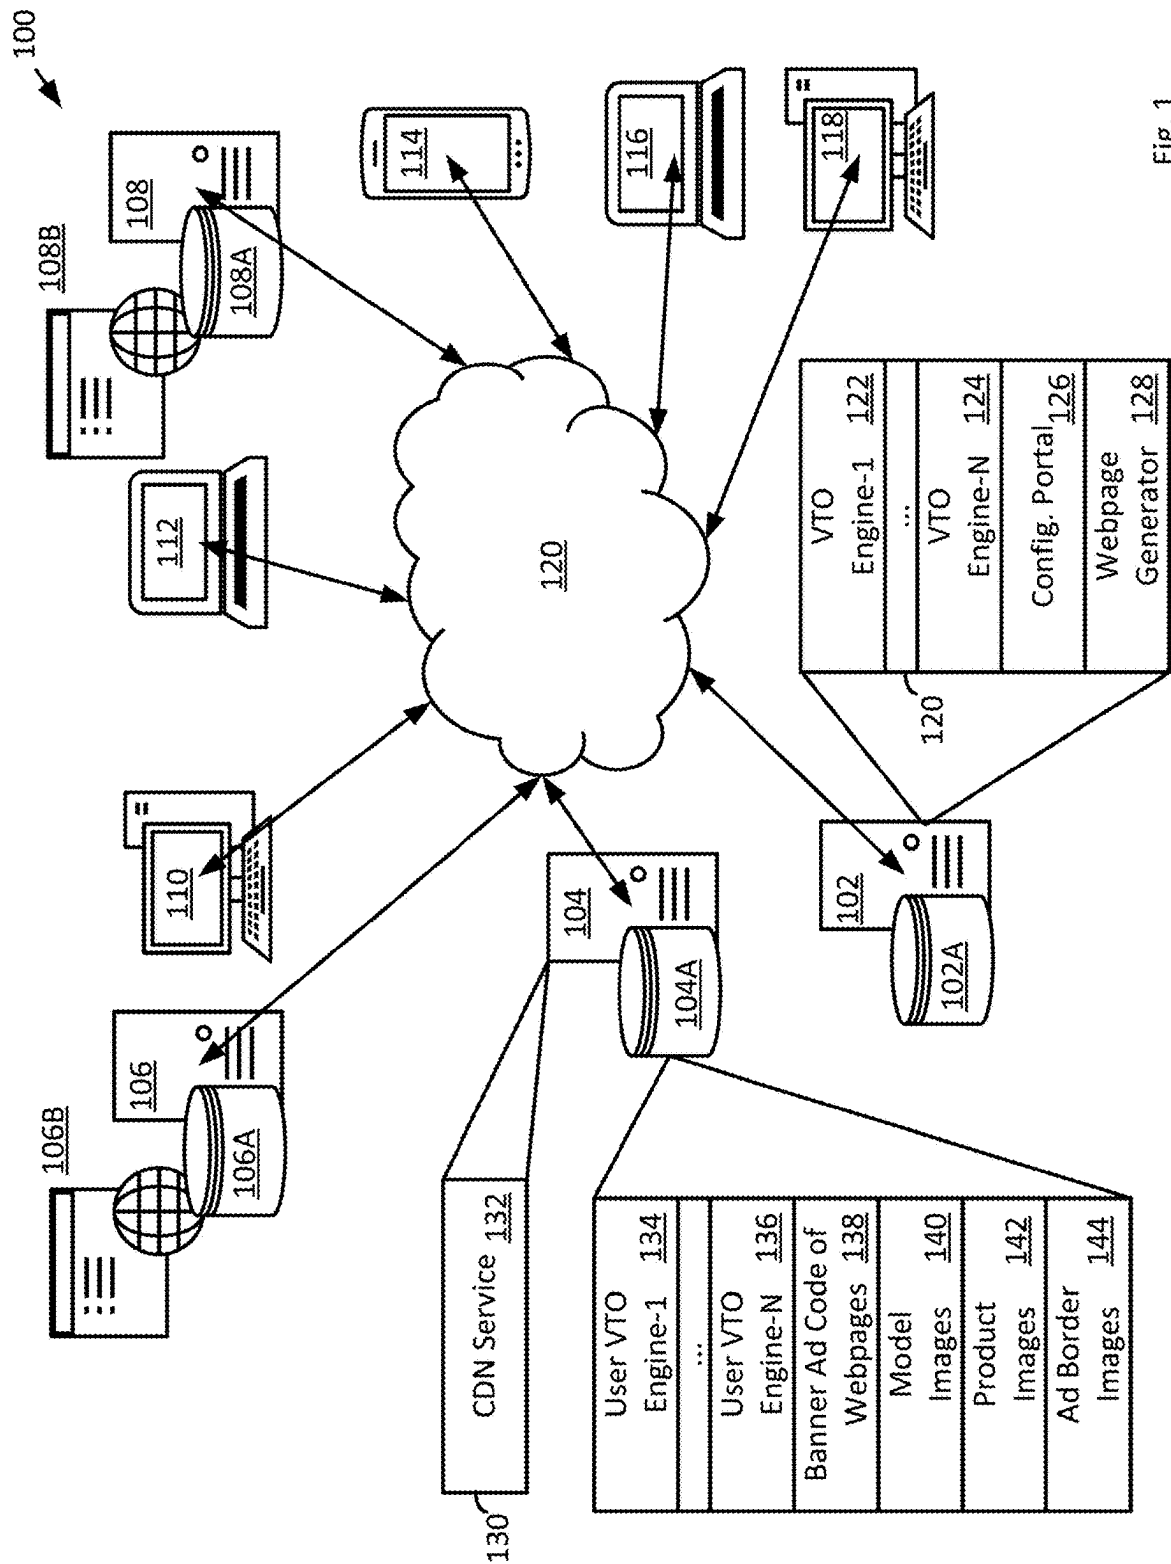 100
108B
108
108A
114
116
118
112
120
110
106B
106
106A
104
104A
102
102A
130
CDN Service 132
User VTO
Engine-1 134
...
User VTO
Engine-N 136
Banner Ad Code of
Webpages 138
Model
Images 140
Product
Images 142
Ad Border
Images 144
120
VTO
Engine-1 122
...
VTO
Engine-N 124
Config. Portal 126
Webpage
Generator 128
Fig. 1